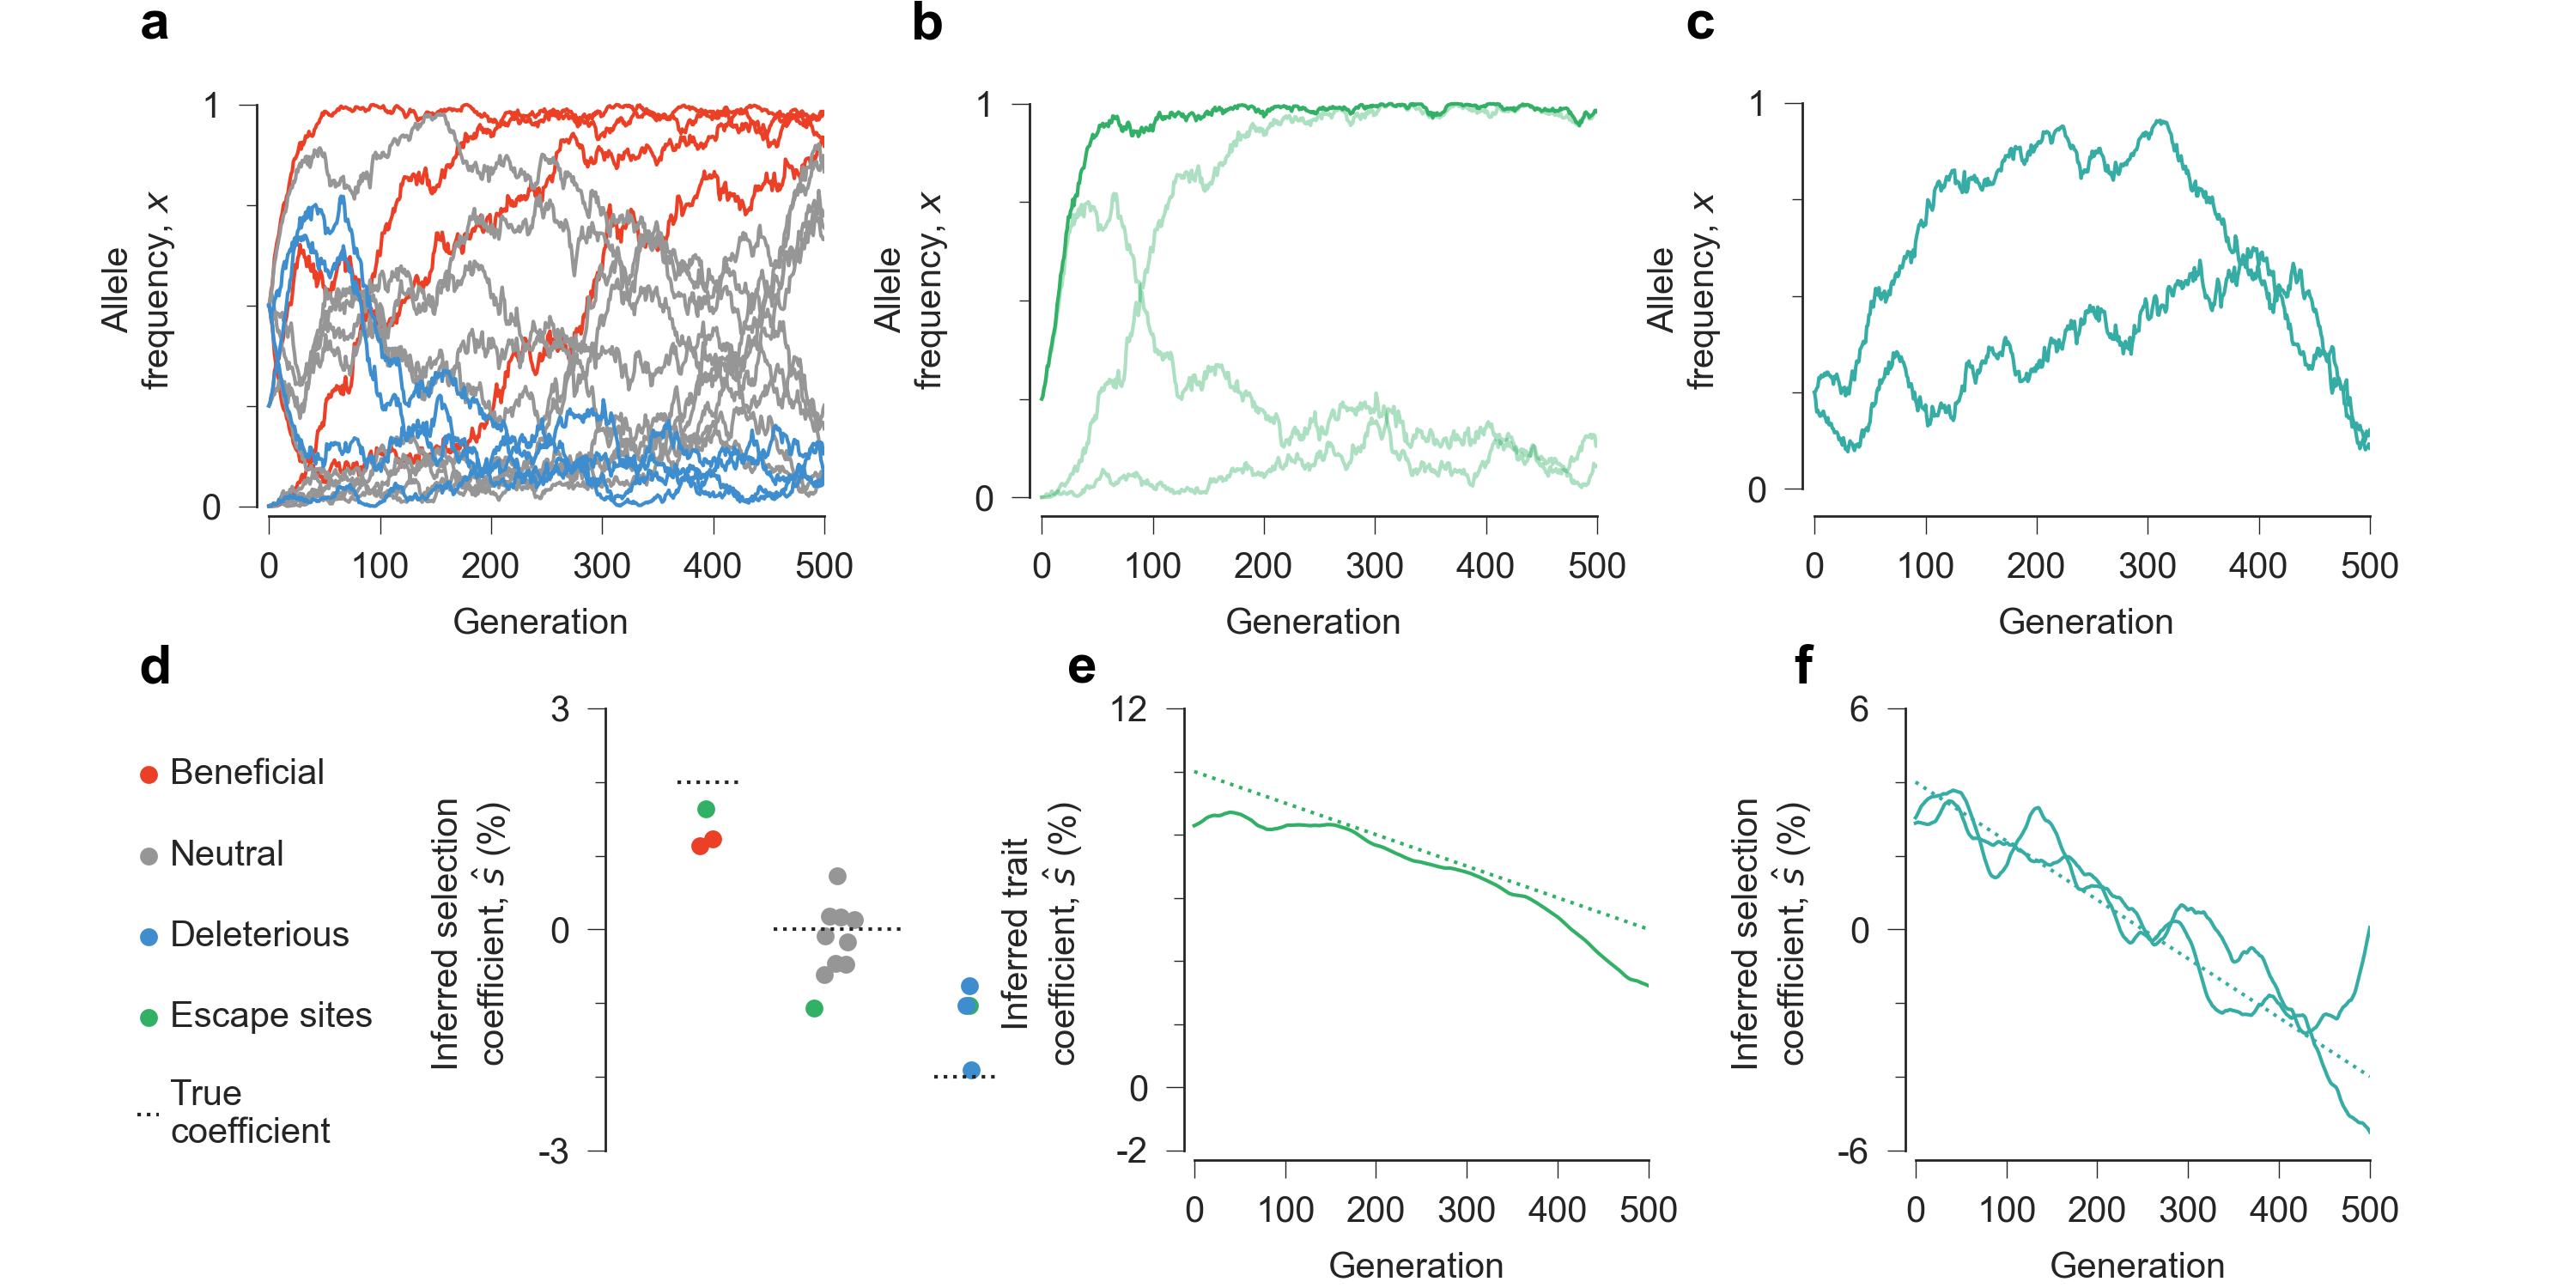 a
1
0
Allele
frequency, x
0 100 200 300 400 500
Generation
b
1
0
Allele
frequency, x
0 100 200 300 400 500
Generation
c
1
0
Allele
frequency, x
0 100 200 300 400 500
Generation
d
Beneficial
Neutral
Deleterious
Escape sites
True
coefficient
3
0
-3
Inferred selection
coefficient, ŝ (%)
e
12
0
-2
Inferred trait
coefficient, ŝ (%)
0 100 200 300 400 500
Generation
f
6
0
-6
Inferred selection
coefficient, ŝ (%)
0 100 200 300 400 500
Generation